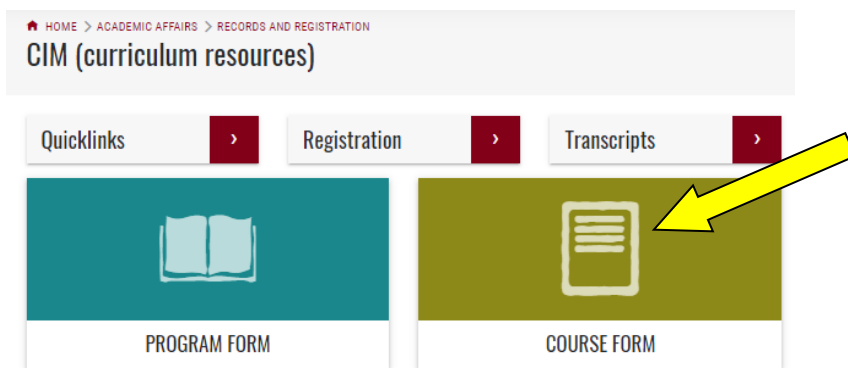 HOME > ACADEMIC AFFAIRS > RECORDS AND REGISTRATION
CIM (curriculum resources)
Quicklinks › Registration › Transcripts ›
PROGRAM FORM COURSE FORM